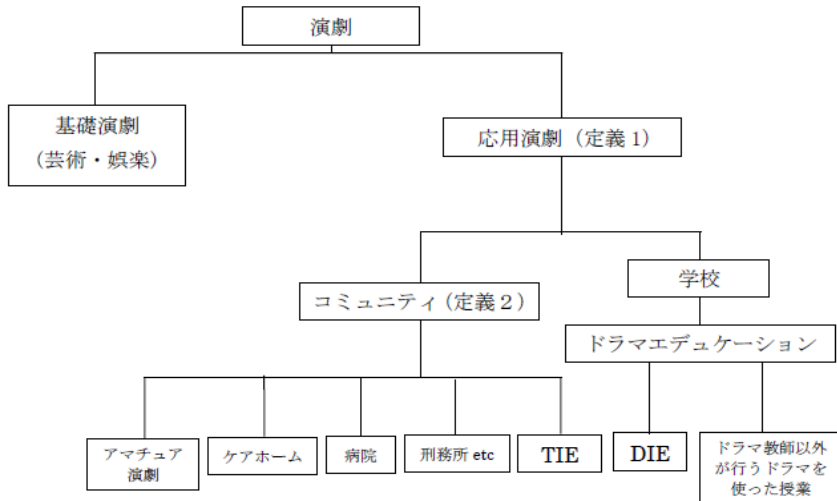 演劇
基礎演劇
(芸術・娯楽)
応用演劇（定義 1）
学校
コミュニティ（定義２）
ドラマエデュケーション
アマチュア
演劇
ケアホーム
病院
刑務所 etc
TIE
DIE
ドラマ教師以外
が行うドラマを
使った授業